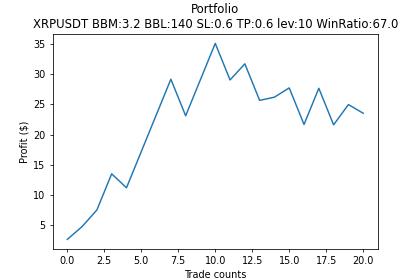 Portfolio
XRPUSDT BBM:3.2 BBL:140 SL:0.6 TP:0.6 lev:10 WinRatio:67.0
Profit ($)
35
30
25
20
15
10
5
0.0 2.5 5.0 7.5 10.0 12.5 15.0 17.5 20.0
Trade counts